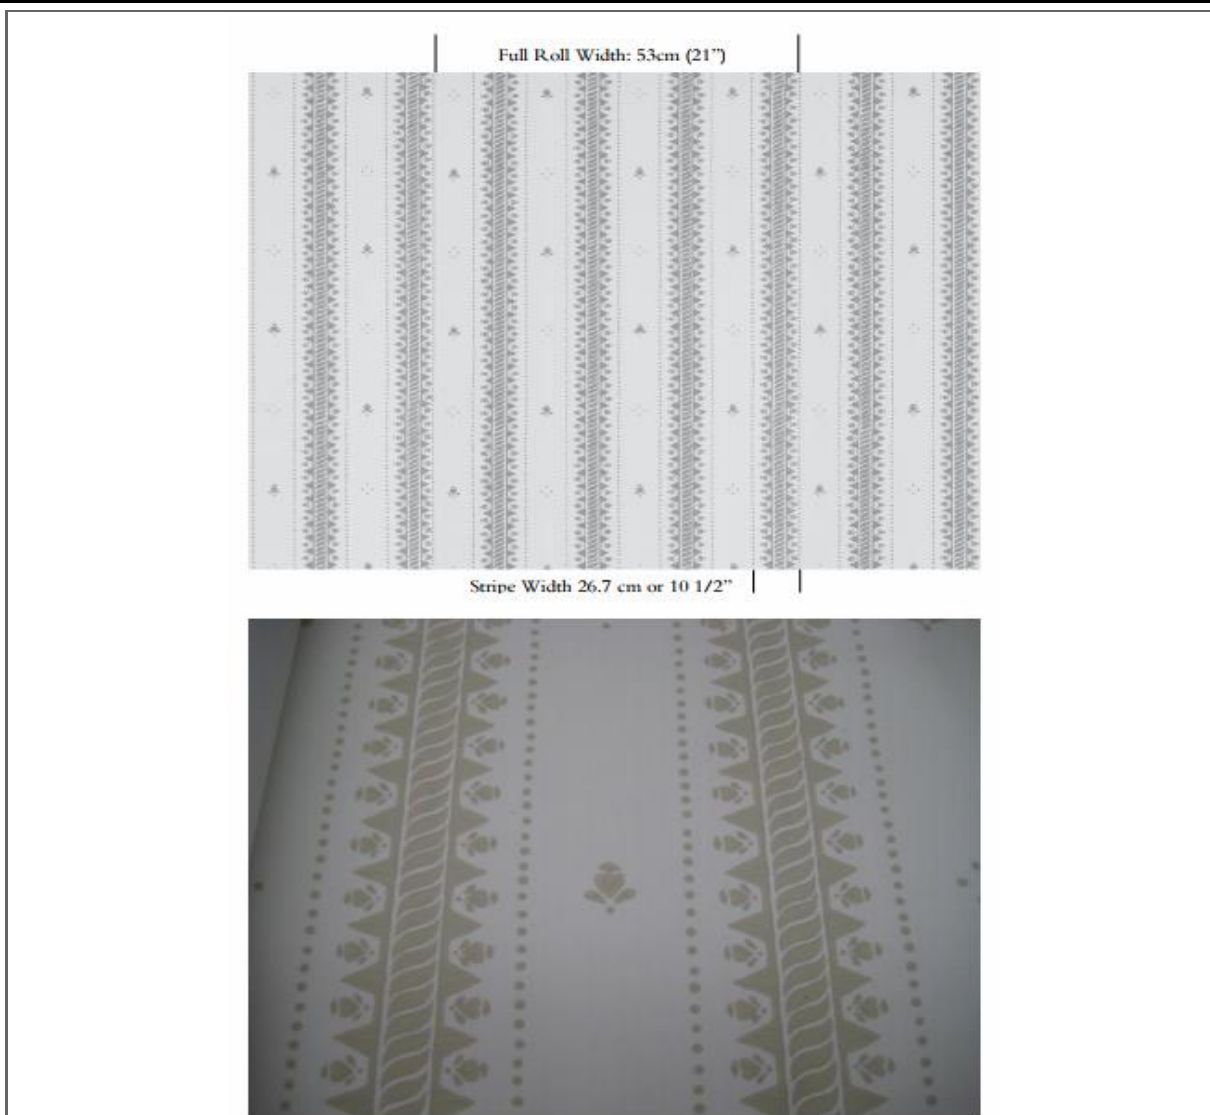 Full Roll Width: 53cm (21”)
Stripe Width 26.7 cm or 10 1/2”